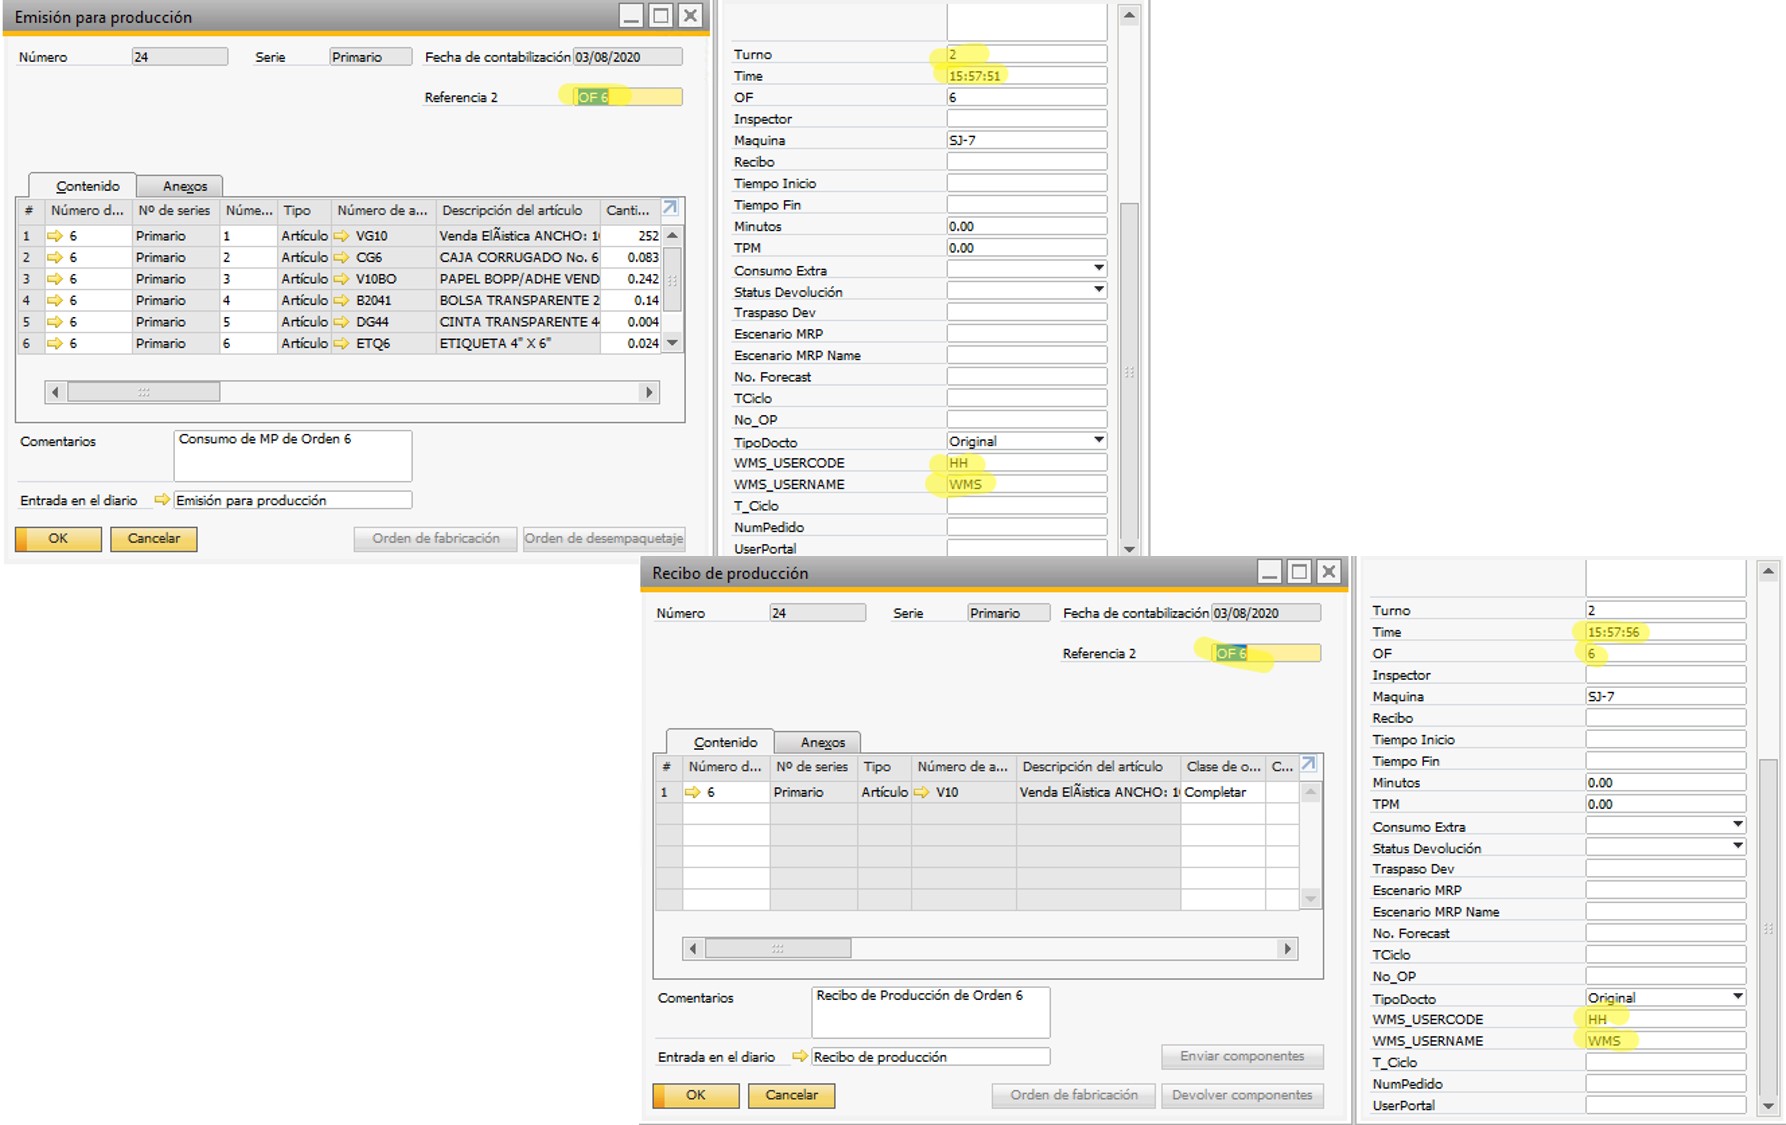 Emisión para producción
Número 24 Serie Primario Fecha de contabilización 03/08/2020
Referencia 2 OF 6
Contenido Anexos
# Número d... Nº de series Núme... Tipo Número de a... Descripción del artículo Canti...
1 6 Primario 1 Artículo VG10 Venda ElÃistica ANCHO: 252
2 6 Primario 2 Artículo CG6 CAJA CORRUGADO No. 6 0.083
3 6 Primario 3 Artículo V10BO PAPEL BOPP/ADHE VEND 0.242
4 6 Primario 4 Artículo B2041 BOLSA TRANSPARENTE 2 0.14
5 6 Primario 5 Artículo DG44 CINTA TRANSPARENTE 4 0.004
6 6 Primario 6 Artículo ETQ6 ETIQUETA 4" X 6" 0.024
Comentarios Consumo de MP de Orden 6
Entrada en el diario Emisión para producción
OK Cancelar Orden de fabricación Orden de desempaquetaje
Turno 2
Time 15:57:51
OF 6
Inspector
Maquina SJ-7
Recibo
Tiempo Inicio
Tiempo Fin
Minutos 0.00
TPM 0.00
Consumo Extra
Status Devolución
Traspaso Dev
Escenario MRP
Escenario MRP Name
No. Forecast
TCiclo
No_OP
TipoDocto Original
WMS_USERCODE HH
WMS_USERNAME WMS
T_Ciclo
NumPedido
UserPortal
Recibo de producción
Número 24 Serie Primario Fecha de contabilización 03/08/2020
Referencia 2 OF 6
Contenido Anexos
# Número d... Nº de series Tipo Número de a... Descripción del artículo Clase de o... C...
1 6 Primario Artículo V10 Venda ElÃistica ANCHO: Completar
Comentarios Recibo de Producción de Orden 6
Entrada en el diario Recibo de producción Enviar componentes
OK Cancelar Orden de fabricación Devolver componentes
Turno 2
Time 15:57:56
OF 6
Inspector
Maquina SJ-7
Recibo
Tiempo Inicio
Tiempo Fin
Minutos 0.00
TPM 0.00
Consumo Extra
Status Devolución
Traspaso Dev
Escenario MRP
Escenario MRP Name
No. Forecast
TCiclo
No_OP
TipoDocto Original
WMS_USERCODE HH
WMS_USERNAME WMS
T_Ciclo
NumPedido
UserPortal